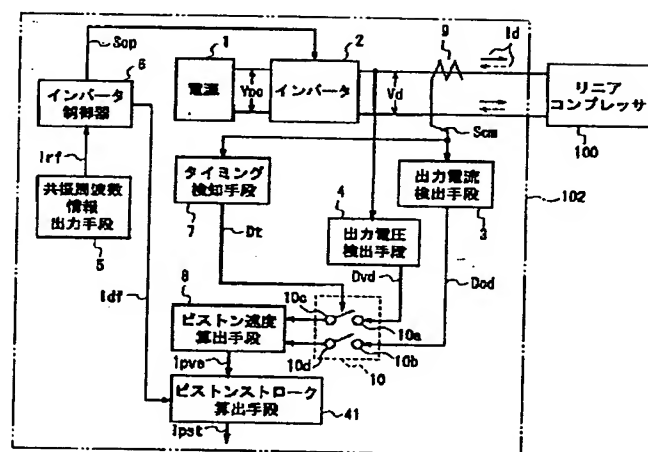 Sop
6
1
2
9
Id
インバータ
制御器
電源
VDC
インバータ
Vd
リニア
コンプレッサ
100
Scm
Irf
共振周波数
情報
出力手段
5
タイミング
検知手段
7
4
出力電圧
検出手段
出力電流
検出手段
3
102
Dt
Dvd
Dcd
Idf
8
ピストン速度
算出手段
10c
10a
10d
10b
10
Ipve
ピストンストローク
算出手段
41
Ipst